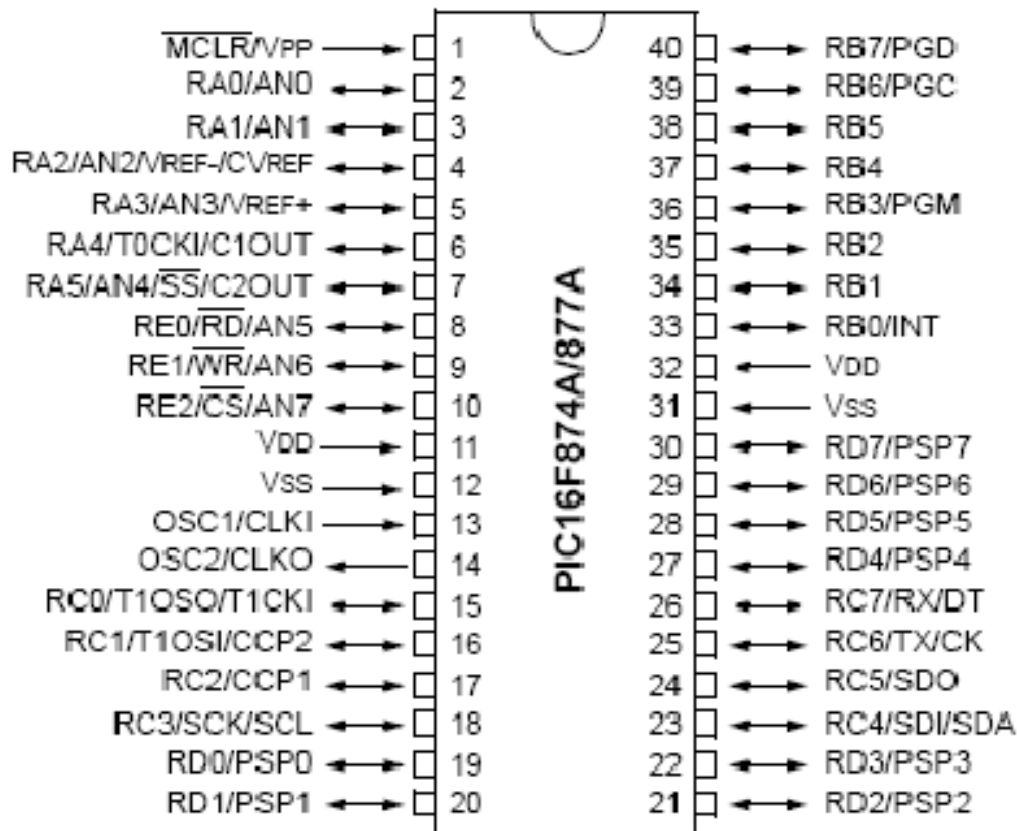 MCLR/VPP 1 40 RB7/PGD
RA0/AN0 2 39 RB6/PGC
RA1/AN1 3 38 RB5
RA2/AN2/VREF-/CVREF 4 37 RB4
RA3/AN3/VREF+ 5 36 RB3/PGM
RA4/T0CKI/C1OUT 6 35 RB2
RA5/AN4/SS/C2OUT 7 34 RB1
RE0/RD/AN5 8 33 RB0/INT
RE1/WR/AN6 9 32 VDD
RE2/CS/AN7 10 31 VSS
VDD 11 30 RD7/PSP7
VSS 12 29 RD6/PSP6
OSC1/CLKI 13 28 RD5/PSP5
OSC2/CLKO 14 27 RD4/PSP4
RC0/T1OSO/T1CKI 15 26 RC7/RX/DT
RC1/T1OSI/CCP2 16 25 RC6/TX/CK
RC2/CCP1 17 24 RC5/SDO
RC3/SCK/SCL 18 23 RC4/SDI/SDA
RD0/PSP0 19 22 RD3/PSP3
RD1/PSP1 20 21 RD2/PSP2
PIC16F874A/877A